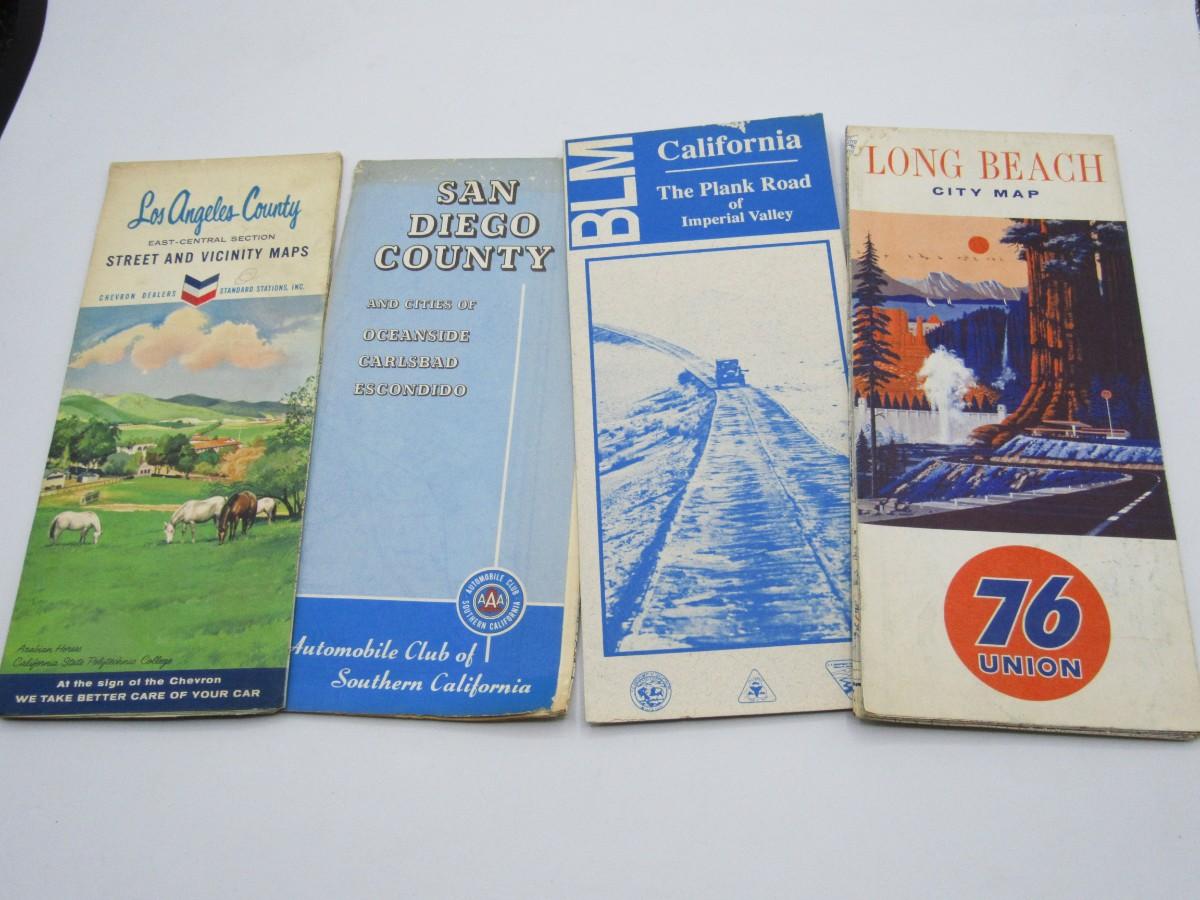 Los Angeles County
EAST-CENTRAL SECTION
STREET AND VICINITY MAPS
CHEVRON DEALERS
STANDARD STATIONS, INC.
Arabian Horses
California State Polytechnic College
At the sign of the Chevron
WE TAKE BETTER CARE OF YOUR CAR
SAN
DIEGO
COUNTY
AND CITIES OF
OCEANSIDE
CARLSBAD
ESCONDIDO
AUTOMOBILE CLUB
AAA
SOUTHERN CALIFORNIA
Automobile Club of
Southern California
BLM
California
The Plank Road
of
Imperial Valley
LONG BEACH
CITY MAP
76
UNION